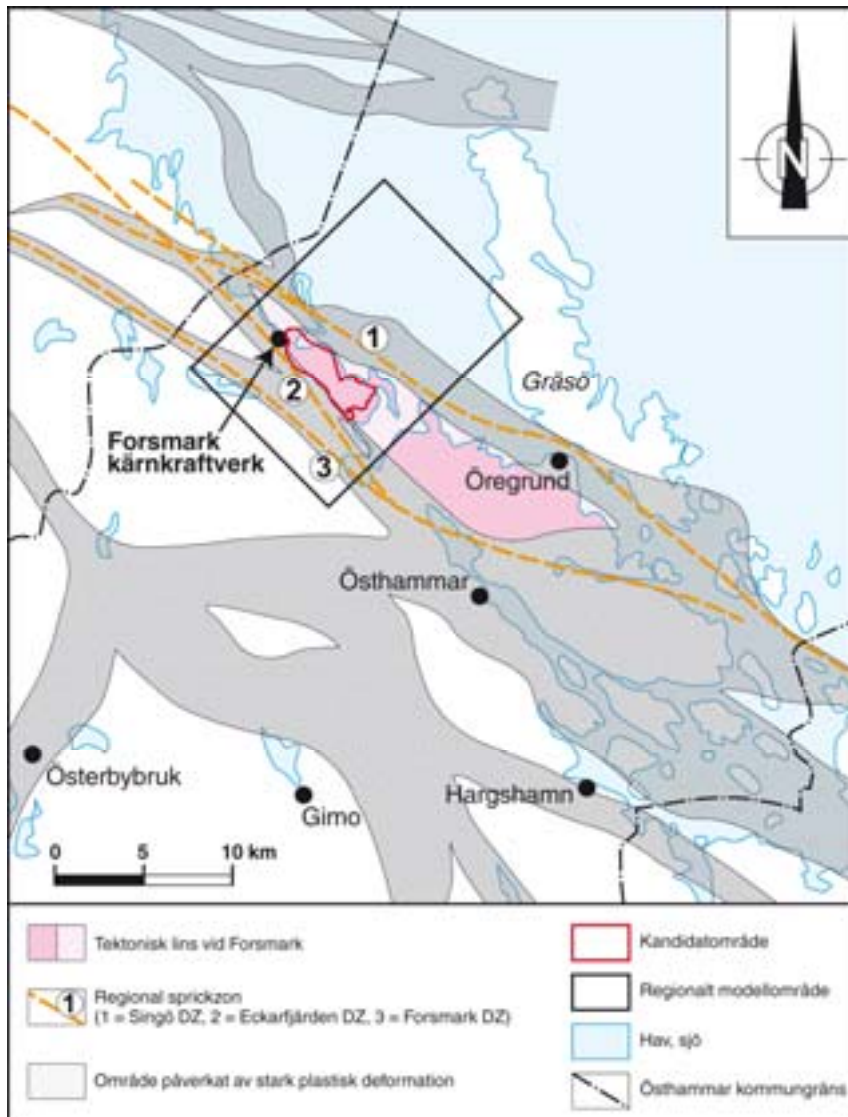 N
1
Gräsö
2
Forsmark
kärnkraftverk
3
Öregrund
Östhammar
Österbybruk
Hargshamn
Gimo
0 5 10 km
Tektonisk lins vid Forsmark
Kandidatområde
1 Regional sprickzon
(1 = Singö DZ, 2 = Eckarfjärden DZ, 3 = Forsmark DZ)
Regionalt modellområde
Hav, sjö
Område påverkat av stark plastisk deformation
Östhammar kommungräns